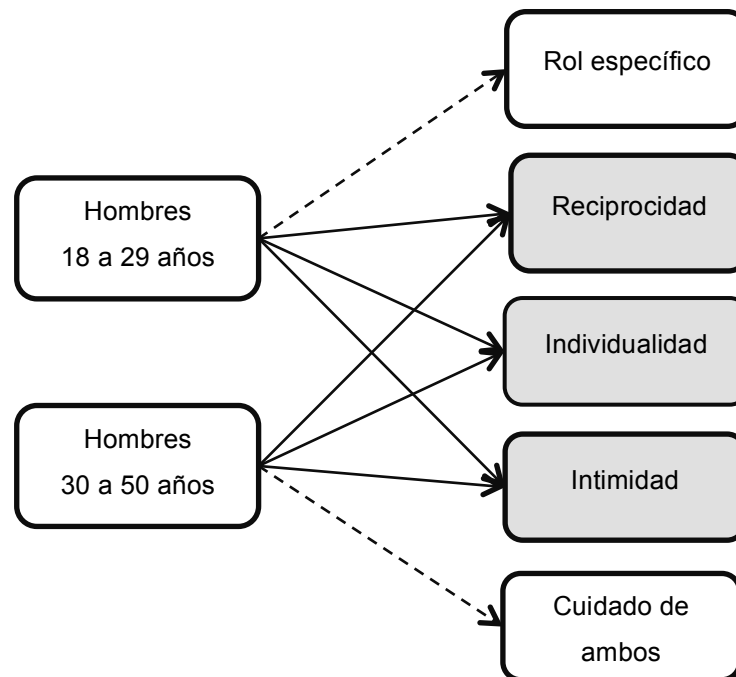 Rol específico
Hombres
18 a 29 años
Reciprocidad
Individualidad
Hombres
30 a 50 años
Intimidad
Cuidado de
ambos